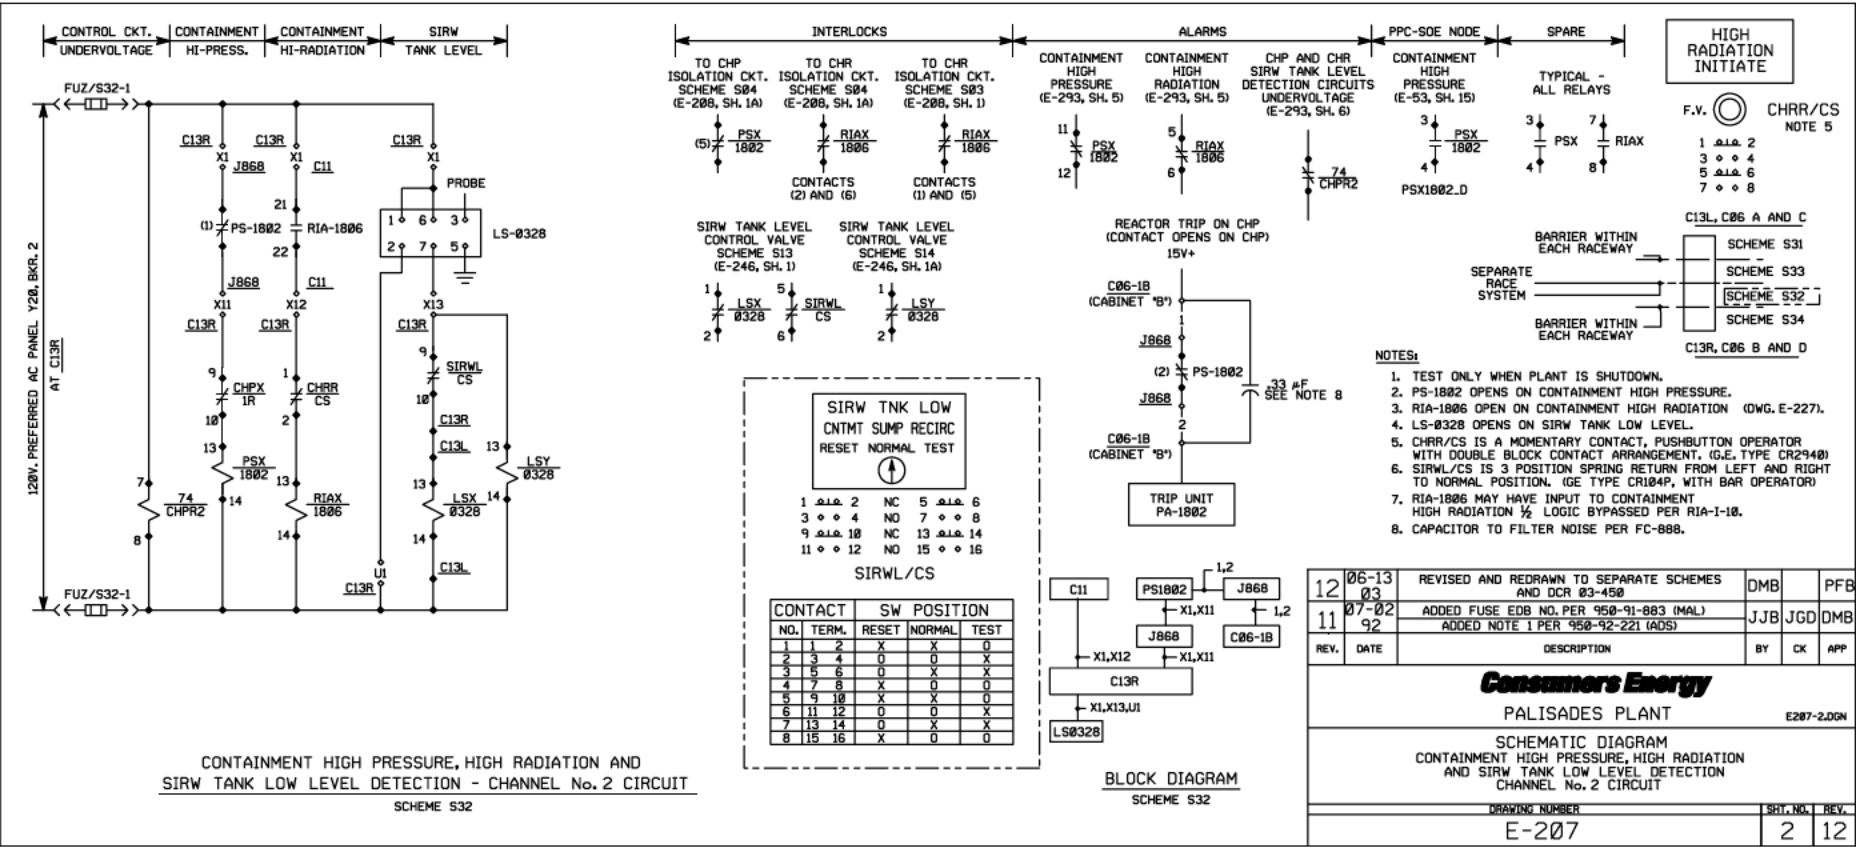 CONTROL CKT.
UNDERVOLTAGE
CONTAINMENT
HI-PRESS.
CONTAINMENT
HI-RADIATION
SIRW
TANK LEVEL
FUZ/S32-1
120V. PREFERRED AC PANEL Y20, BKR. 2
AT C13R
C13R
X1
J868
C13R
X1
C11
C13R
X1
PROBE
1 6 3
2 7 5
LS-0328
(1)
PS-1802
21
RIA-1806
22
J868
X11
C13R
C11
X12
C13R
X13
C13R
9
CHPX
1R
10
1
CHRR
CS
2
9
SIRWL
CS
10
C13R
C13L
13
PSX
1802
14
13
RIAX
1806
14
13
LSX
0328
14
13
LSY
0328
14
7
74
CHPR2
8
C13L
U1
C13R
FUZ/S32-1
CONTAINMENT HIGH PRESSURE, HIGH RADIATION AND
SIRW TANK LOW LEVEL DETECTION - CHANNEL No. 2 CIRCUIT
SCHEME S32
INTERLOCKS
TO CHP
ISOLATION CKT.
SCHEME S04
(E-208, SH. 1A)
(5)
PSX
1802
TO CHR
ISOLATION CKT.
SCHEME S04
(E-208, SH. 1A)
RIAX
1806
CONTACTS
(2) AND (6)
TO CHR
ISOLATION CKT.
SCHEME S03
(E-208, SH. 1)
RIAX
1806
CONTACTS
(1) AND (5)
SIRW TANK LEVEL
CONTROL VALVE
SCHEME S13
(E-246, SH. 1)
1
LSX
0328
2
5
SIRWL
CS
6
SIRW TANK LEVEL
CONTROL VALVE
SCHEME S14
(E-246, SH. 1A)
1
LSY
0328
2
ALARMS
CONTAINMENT
HIGH
PRESSURE
(E-293, SH. 5)
11
PSX
1802
12
CONTAINMENT
HIGH
RADIATION
(E-293, SH. 5)
5
RIAX
1806
6
CHP AND CHR
SIRW TANK LEVEL
DETECTION CIRCUITS
UNDERVOLTAGE
(E-293, SH. 6)
74
CHPR2
PPC-SOE NODE
CONTAINMENT
HIGH
PRESSURE
(E-53, SH. 15)
3
PSX
1802
4
PSX1802_D
SPARE
TYPICAL -
ALL RELAYS
3
PSX
4
7
RIAX
8
HIGH
RADIATION
INITIATE
F.V.
CHRR/CS
NOTE 5
1 2
3 4
5 6
7 8
C13L, C06 A AND C
BARRIER WITHIN
EACH RACEWAY
SEPARATE
RACE
SYSTEM
BARRIER WITHIN
EACH RACEWAY
SCHEME S31
SCHEME S33
SCHEME S32
SCHEME S34
C13R, C06 B AND D
REACTOR TRIP ON CHP
(CONTACT OPENS ON CHP)
15V+
C06-1B
(CABINET "B")
1
J868
(2)
PS-1802
J868
2
C06-1B
(CABINET "B")
.33 µF
SEE NOTE 8
TRIP UNIT
PA-1802
SIRW TNK LOW
CNTMT SUMP RECIRC
RESET NORMAL TEST
1 2 NC 5 6
3 4 NO 7 8
9 10 NC 13 14
11 12 NO 15 16
SIRWL/CS
CONTACT SW POSITION
NO. TERM. RESET NORMAL TEST
1 1 2 X X O
2 3 4 O O X
3 5 6 O X X
4 7 8 X O O
5 9 10 X X O
6 11 12 O O X
7 13 14 O X X
8 15 16 X O O
C11
PS1802
1,2
J868
X1,X11
1,2
J868
C06-1B
X1,X12
X1,X11
C13R
X1,X13,U1
LS0328
BLOCK DIAGRAM
SCHEME S32
NOTES:
1. TEST ONLY WHEN PLANT IS SHUTDOWN.
2. PS-1802 OPENS ON CONTAINMENT HIGH PRESSURE.
3. RIA-1806 OPEN ON CONTAINMENT HIGH RADIATION (DWG. E-227).
4. LS-0328 OPENS ON SIRW TANK LOW LEVEL.
5. CHRR/CS IS A MOMENTARY CONTACT, PUSHBUTTON OPERATOR
WITH DOUBLE BLOCK CONTACT ARRANGEMENT. (G.E. TYPE CR2940)
6. SIRWL/CS IS 3 POSITION SPRING RETURN FROM LEFT AND RIGHT
TO NORMAL POSITION. (GE TYPE CR104P, WITH BAR OPERATOR)
7. RIA-1806 MAY HAVE INPUT TO CONTAINMENT
HIGH RADIATION ½ LOGIC BYPASSED PER RIA-I-10.
8. CAPACITOR TO FILTER NOISE PER FC-888.
12 06-13 03 REVISED AND REDRAWN TO SEPARATE SCHEMES DMB PFB
AND DCR 03-450
11 07-02 92 ADDED FUSE EDB NO. PER 950-91-883 (MAL) JJB JGD DMB
ADDED NOTE 1 PER 950-92-221 (ADS)
REV. DATE DESCRIPTION BY CK APP
Consumers Energy
PALISADES PLANT
E207-2.DGN
SCHEMATIC DIAGRAM
CONTAINMENT HIGH PRESSURE, HIGH RADIATION
AND SIRW TANK LOW LEVEL DETECTION
CHANNEL No. 2 CIRCUIT
DRAWING NUMBER SHT. NO. REV.
E-207 2 12